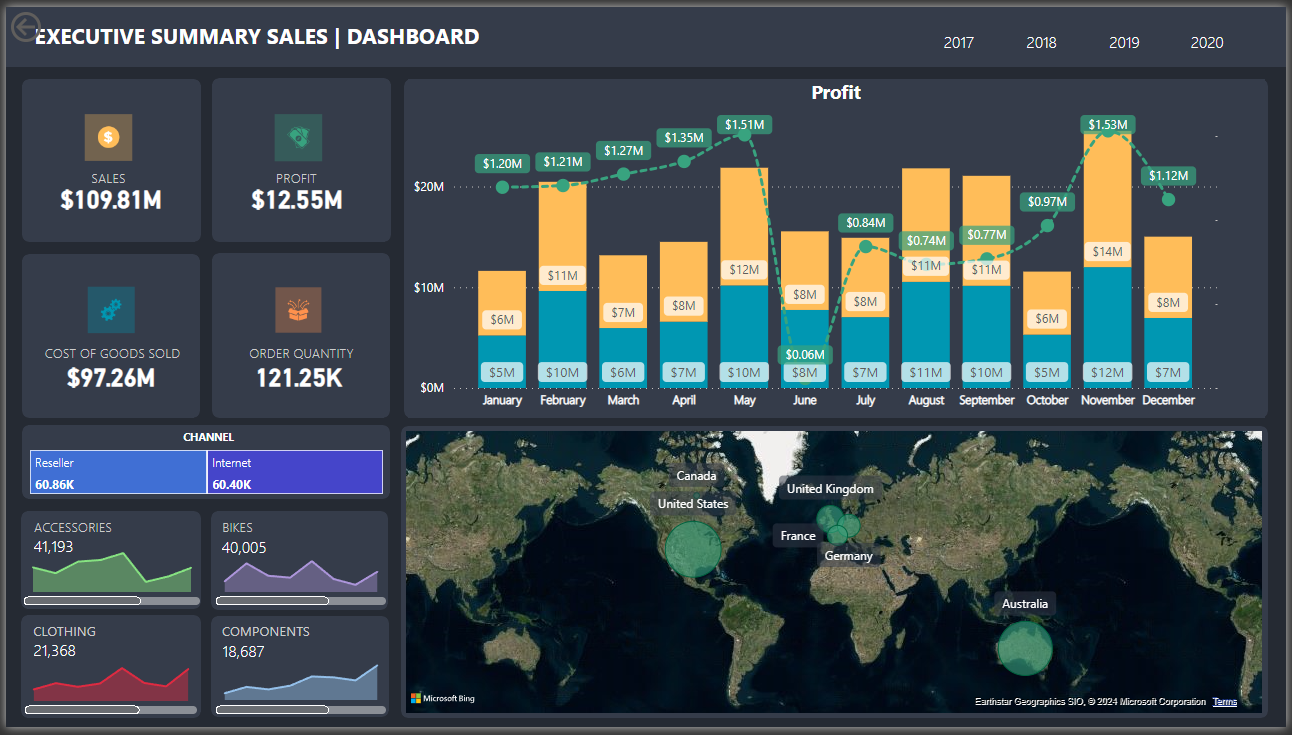 EXECUTIVE SUMMARY SALES | DASHBOARD
2017 2018 2019 2020
SALES
$109.81M
PROFIT
$12.55M
COST OF GOODS SOLD
$97.26M
ORDER QUANTITY
121.25K
Profit
$1.20M $1.21M $1.27M $1.35M $1.51M $0.06M $0.84M $0.74M $0.77M $0.97M $1.53M $1.12M
$20M
$10M
$0M
$6M $11M $7M $8M $12M $8M $8M $11M $11M $6M $14M $8M
$5M $10M $6M $7M $10M $8M $7M $11M $10M $5M $12M $7M
January February March April May June July August September October November December
CHANNEL
Reseller
60.86K
Internet
60.40K
ACCESSORIES
41,193
BIKES
40,005
CLOTHING
21,368
COMPONENTS
18,687
Canada
United States
United Kingdom
France
Germany
Australia
Microsoft Bing
Earthstar Geographics SIO, © 2024 Microsoft Corporation Terms